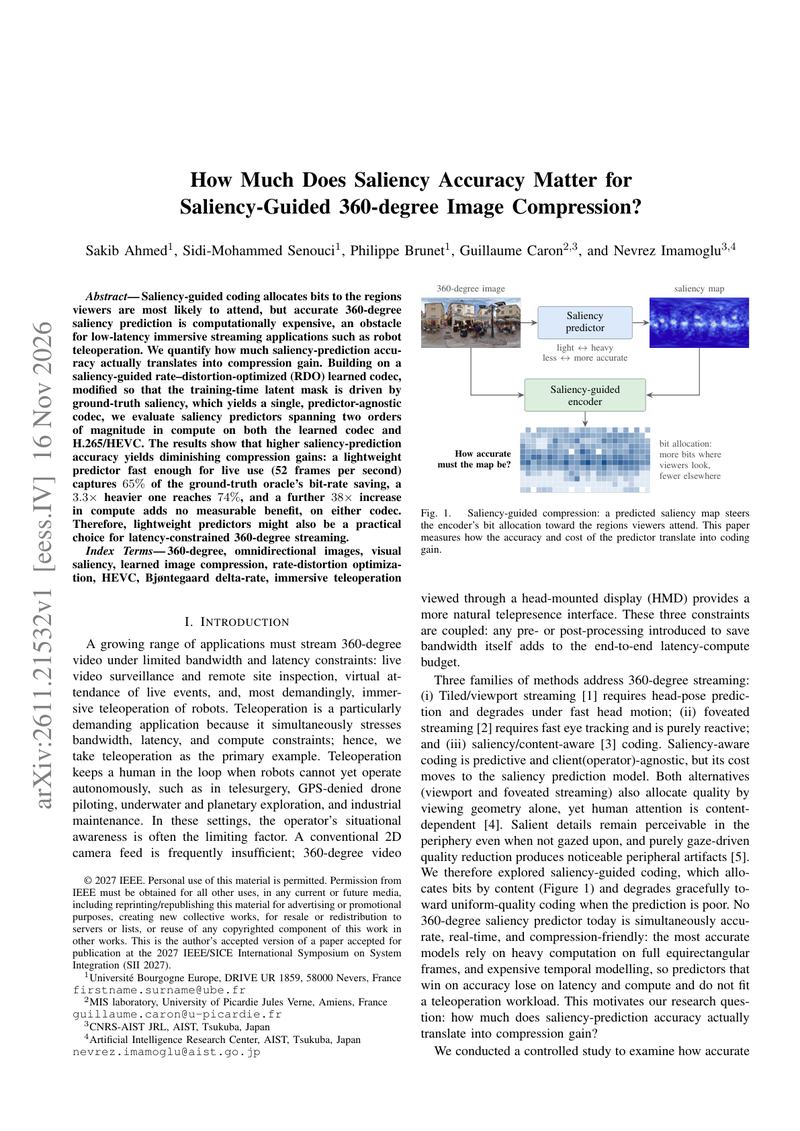 arXiv:2611.21532v1 [eess.IV] 16 Nov 2026
How Much Does Saliency Accuracy Matter for
Saliency-Guided 360-degree Image Compression?
Sakib Ahmed1, Sidi-Mohammed Senouci1, Philippe Brunet1, Guillaume Caron2,3, and Nevrez Imamoglu3,4
Abstract— Saliency-guided coding allocates bits to the regions
viewers are most likely to attend, but accurate 360-degree
saliency prediction is computationally expensive, an obstacle
for low-latency immersive streaming applications such as robot
teleoperation. We quantify how much saliency-prediction accu-
racy actually translates into compression gain. Building on a
saliency-guided rate–distortion-optimized (RDO) learned codec,
modified so that the training-time latent mask is driven by
ground-truth saliency, which yields a single, predictor-agnostic
codec, we evaluate saliency predictors spanning two orders
of magnitude in compute on both the learned codec and
H.265/HEVC. The results show that higher saliency-prediction
accuracy yields diminishing compression gains: a lightweight
predictor fast enough for live use (52 frames per second)
captures 65% of the ground-truth oracle's bit-rate saving, a
3.3× heavier one reaches 74%, and a further 38× increase
in compute adds no measurable benefit, on either codec.
Therefore, lightweight predictors might also be a practical
choice for latency-constrained 360-degree streaming.
Index Terms— 360-degree, omnidirectional images, visual
saliency, learned image compression, rate-distortion optimiza-
tion, HEVC, Bjøntegaard delta-rate, immersive teleoperation
I. INTRODUCTION
A growing range of applications must stream 360-degree
video under limited bandwidth and latency constraints: live
video surveillance and remote site inspection, virtual at-
tendance of live events, and, most demandingly, immer-
sive teleoperation of robots. Teleoperation is a particularly
demanding application because it simultaneously stresses
bandwidth, latency, and compute constraints; hence, we
take teleoperation as the primary example. Teleoperation
keeps a human in the loop when robots cannot yet operate
autonomously, such as in telesurgery, GPS-denied drone
piloting, underwater and planetary exploration, and industrial
maintenance. In these settings, the operator's situational
awareness is often the limiting factor. A conventional 2D
camera feed is frequently insufficient; 360-degree video
© 2027 IEEE. Personal use of this material is permitted. Permission from
IEEE must be obtained for all other uses, in any current or future media,
including reprinting/republishing this material for advertising or promotional
purposes, creating new collective works, for resale or redistribution to
servers or lists, or reuse of any copyrighted component of this work in
other works. This is the author's accepted version of a paper accepted for
publication at the 2027 IEEE/SICE International Symposium on System
Integration (SII 2027).
1Université Bourgogne Europe, DRIVE UR 1859, 58000 Nevers, France
firstname.surname@ube.fr
2MIS laboratory, University of Picardie Jules Verne, Amiens, France
guillaume.caron@u-picardie.fr
3CNRS-AIST JRL, AIST, Tsukuba, Japan
4Artificial Intelligence Research Center, AIST, Tsukuba, Japan
nevrez.imamoglu@aist.go.jp
360-degree image
saliency map
Saliency
predictor
light ↔ heavy
less ↔ more accurate
Saliency-guided
encoder
How accurate
must the map be?
bit allocation:
more bits where
viewers look,
fewer elsewhere
Fig. 1. Saliency-guided compression: a predicted saliency map steers
the encoder's bit allocation toward the regions viewers attend. This paper
measures how the accuracy and cost of the predictor translate into coding
gain.
viewed through a head-mounted display (HMD) provides a
more natural telepresence interface. These three constraints
are coupled: any pre- or post-processing introduced to save
bandwidth itself adds to the end-to-end latency-compute
budget.
Three families of methods address 360-degree streaming:
(i) Tiled/viewport streaming [1] requires head-pose predic-
tion and degrades under fast head motion; (ii) foveated
streaming [2] requires fast eye tracking and is purely reactive;
and (iii) saliency/content-aware [3] coding. Saliency-aware
coding is predictive and client(operator)-agnostic, but its cost
moves to the saliency prediction model. Both alternatives
(viewport and foveated streaming) also allocate quality by
viewing geometry alone, yet human attention is content-
dependent [4]. Salient details remain perceivable in the
periphery even when not gazed upon, and purely gaze-driven
quality reduction produces noticeable peripheral artifacts [5].
We therefore explored saliency-guided coding, which allo-
cates bits by content (Figure 1) and degrades gracefully to-
ward uniform-quality coding when the prediction is poor. No
360-degree saliency predictor today is simultaneously accu-
rate, real-time, and compression-friendly: the most accurate
models rely on heavy computation on full equirectangular
frames, and expensive temporal modelling, so predictors that
win on accuracy lose on latency and compute and do not fit
a teleoperation workload. This motivates our research ques-
tion: how much does saliency-prediction accuracy actually
translate into compression gain?
We conducted a controlled study to examine how accurate